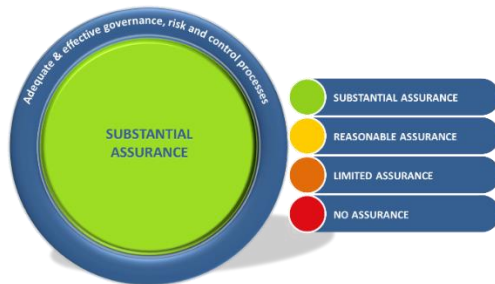 Adequate & effective governance, risk and control processes
SUBSTANTIAL
ASSURANCE
SUBSTANTIAL ASSURANCE
REASONABLE ASSURANCE
LIMITED ASSURANCE
NO ASSURANCE